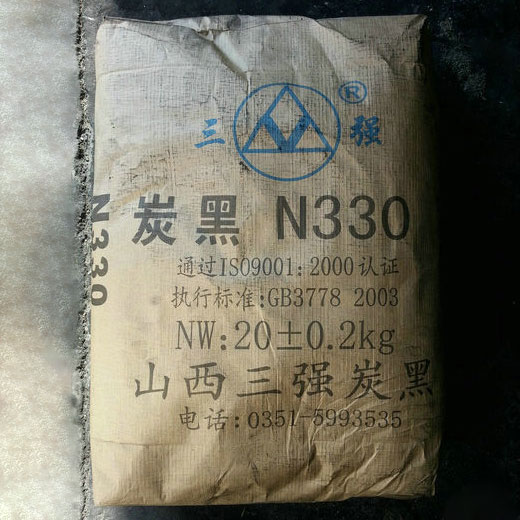 三强®
炭黑 N330
通过ISO9001:2000认证
执行标准:GB3778 2003
NW:20±0.2kg
山西三强炭黑
电话:0351-5993535
N330